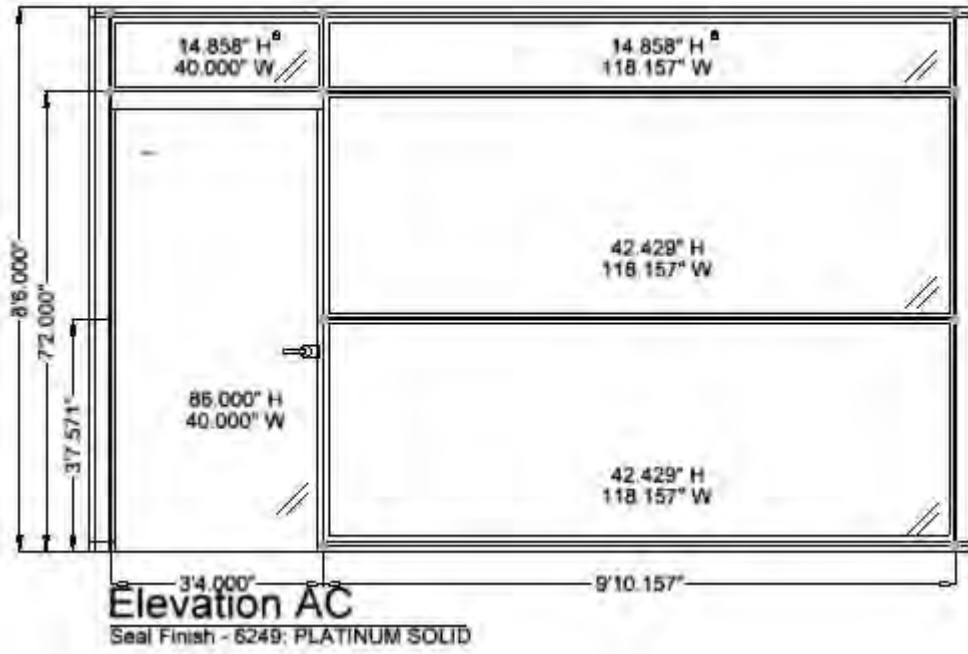 14.858" H 6
40.000" W
14.858" H 6
118.157" W
8'6.000"
7'2.000"
42.429" H
118.157" W
3'7.571"
86.000" H
40.000" W
42.429" H
118.157" W
3'4.000"
9'10.157"
Elevation AC
Seal Finish - 6249: PLATINUM SOLID